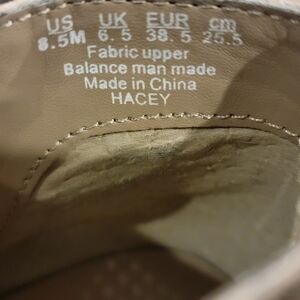 US UK EUR cm
8.5M 6.5 38.5 25.5
Fabric upper
Balance man made
Made in China
HACEY